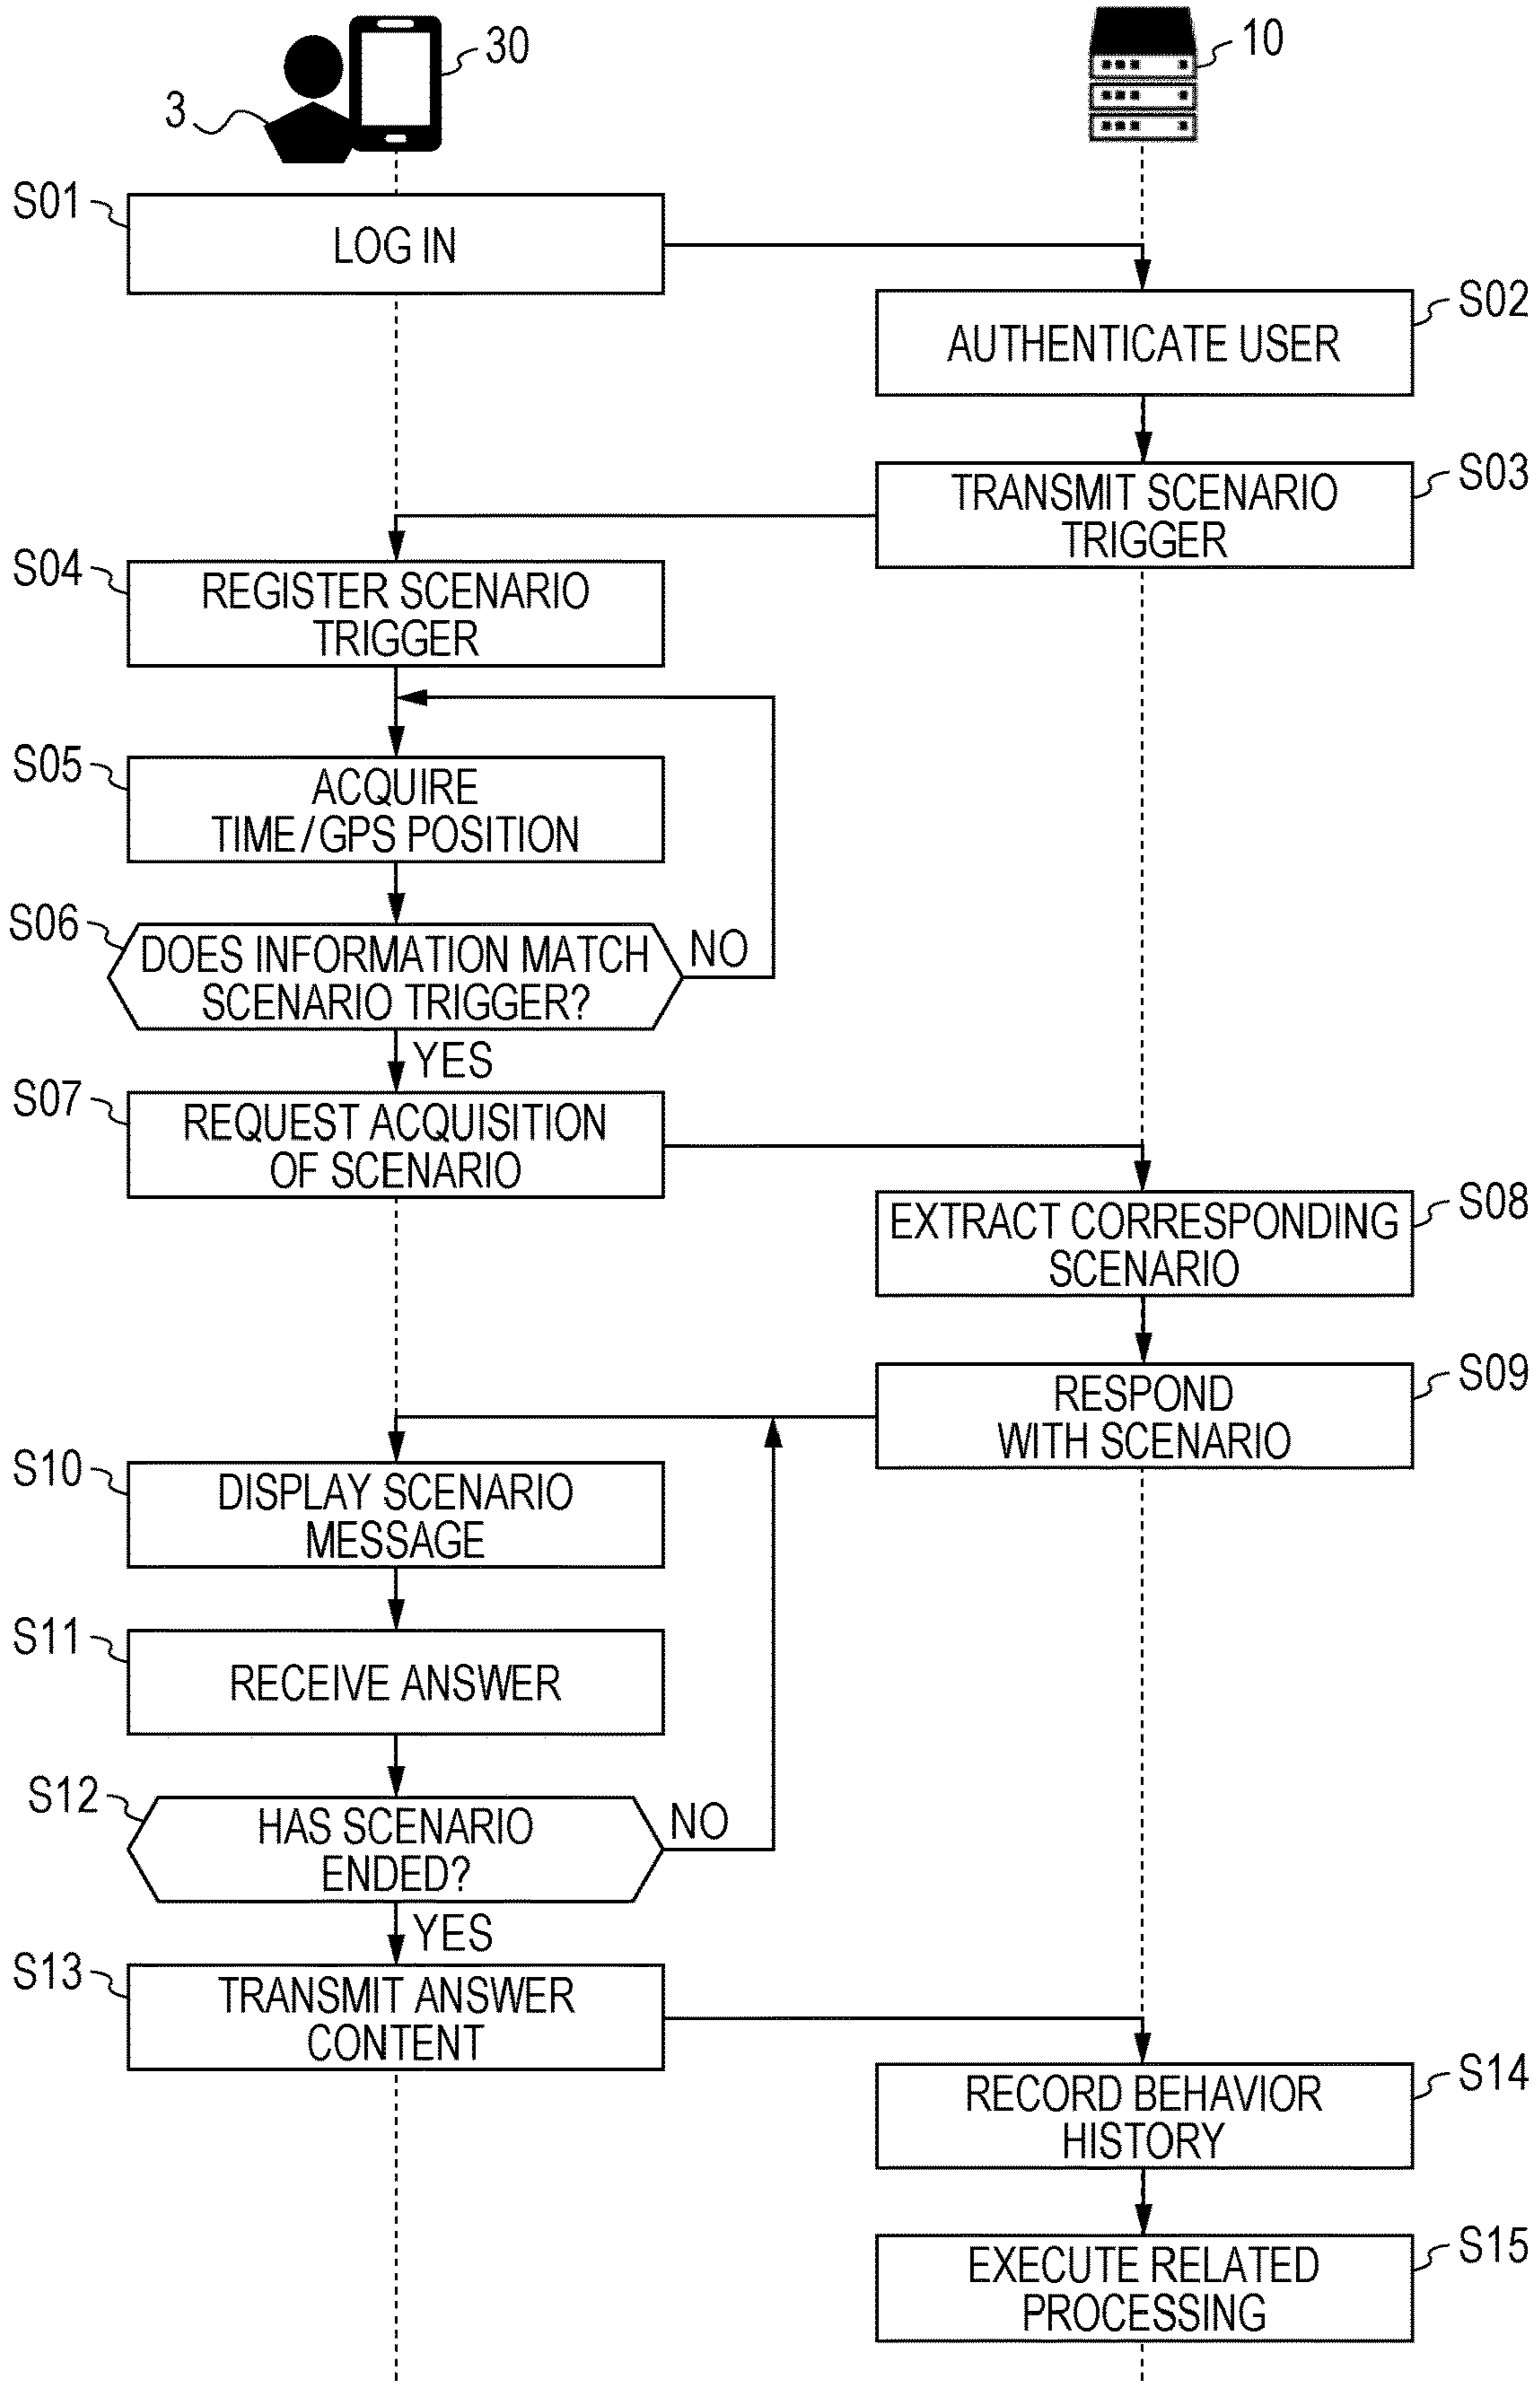 30
10
3
S01
LOG IN
S02
AUTHENTICATE USER
S03
TRANSMIT SCENARIO
TRIGGER
S04
REGISTER SCENARIO
TRIGGER
S05
ACQUIRE
TIME/GPS POSITION
S06
DOES INFORMATION MATCH
SCENARIO TRIGGER?
NO
YES
S07
REQUEST ACQUISITION
OF SCENARIO
S08
EXTRACT CORRESPONDING
SCENARIO
S09
RESPOND
WITH SCENARIO
S10
DISPLAY SCENARIO
MESSAGE
S11
RECEIVE ANSWER
S12
HAS SCENARIO
ENDED?
NO
YES
S13
TRANSMIT ANSWER
CONTENT
S14
RECORD BEHAVIOR
HISTORY
S15
EXECUTE RELATED
PROCESSING